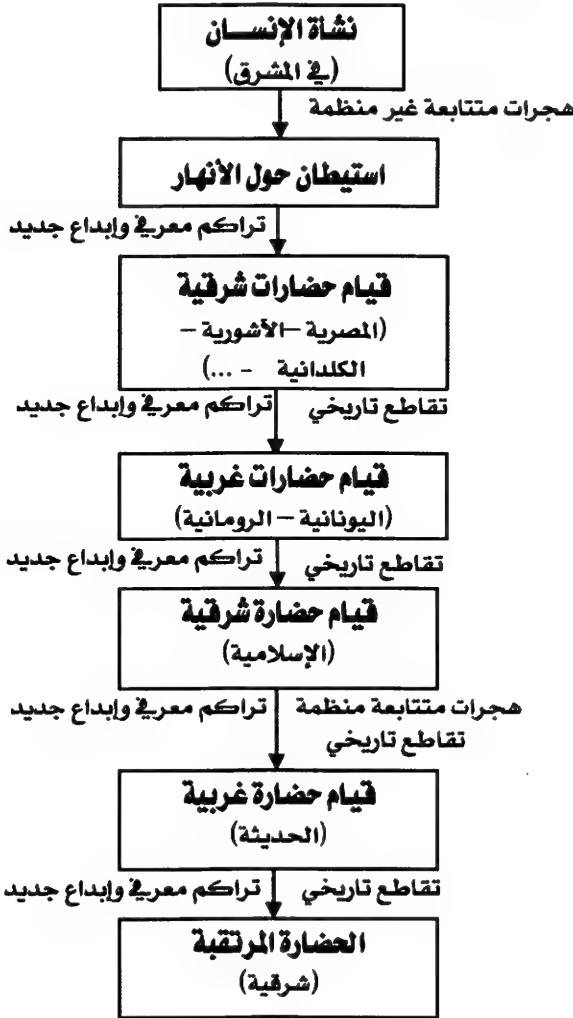 نشأة الإنسان
(في المشرق)
هجرات متتابعة غير منظمة
استيطان حول الأنهار
تراكم معرفي وإبداع جديد
قيام حضارات شرقية
(المصرية – الآشورية –
الكلدانية - ...)
تقاطع تاريخي
تراكم معرفي وإبداع جديد
قيام حضارات غربية
(اليونانية – الرومانية)
تقاطع تاريخي
تراكم معرفي وإبداع جديد
قيام حضارة شرقية
(الإسلامية)
هجرات متتابعة منظمة
تراكم معرفي وإبداع جديد
تقاطع تاريخي
قيام حضارة غربية
(الحديثة)
تقاطع تاريخي
تراكم معرفي وإبداع جديد
الحضارة المرتقبة
(شرقية)